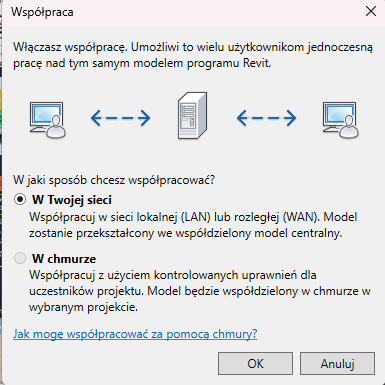 Współpraca
Włączasz współpracę. Umożliwi to wielu użytkownikom jednoczesną
pracę nad tym samym modelem programu Revit.
W jaki sposób chcesz współpracować?
W Twojej sieci
Współpracuj w sieci lokalnej (LAN) lub rozległej (WAN). Model
zostanie przekształcony we współdzielony model centralny.
W chmurze
Współpracuj z użyciem kontrolowanych uprawnień dla
uczestników projektu. Model będzie współdzielony w chmurze w
wybranym projekcie.
Jak mogę współpracować za pomocą chmury?
OK
Anuluj